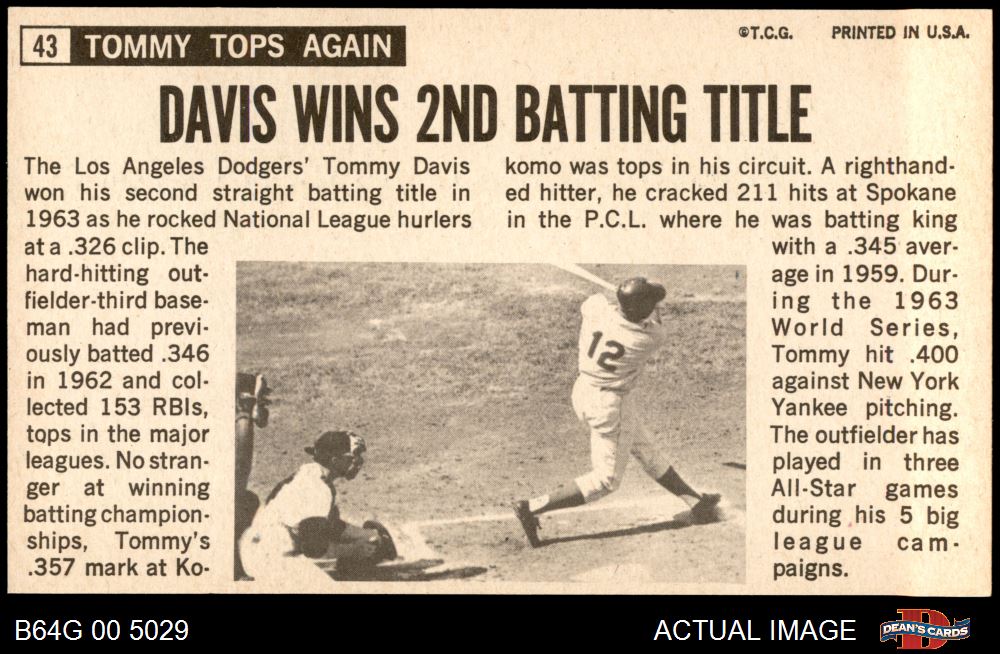 43 TOMMY TOPS AGAIN
©T.C.G. PRINTED IN U.S.A.
DAVIS WINS 2ND BATTING TITLE
The Los Angeles Dodgers' Tommy Davis
won his second straight batting title in
1963 as he rocked National League hurlers
at a .326 clip. The
hard-hitting out-
fielder-third base-
man had previ-
ously batted .346
in 1962 and col-
lected 153 RBIs,
tops in the major
leagues. No stran-
ger at winning
batting champion-
ships, Tommy's
.357 mark at Ko-
komo was tops in his circuit. A righthand-
ed hitter, he cracked 211 hits at Spokane
in the P.C.L. where he was batting king
with a .345 aver-
age in 1959. Dur-
ing the 1963
World Series,
Tommy hit .400
against New York
Yankee pitching.
The outfielder has
played in three
All-Star games
during his 5 big
league cam-
paigns.
12
B64G 00 5029
ACTUAL IMAGE
D
DEAN'S CARDS